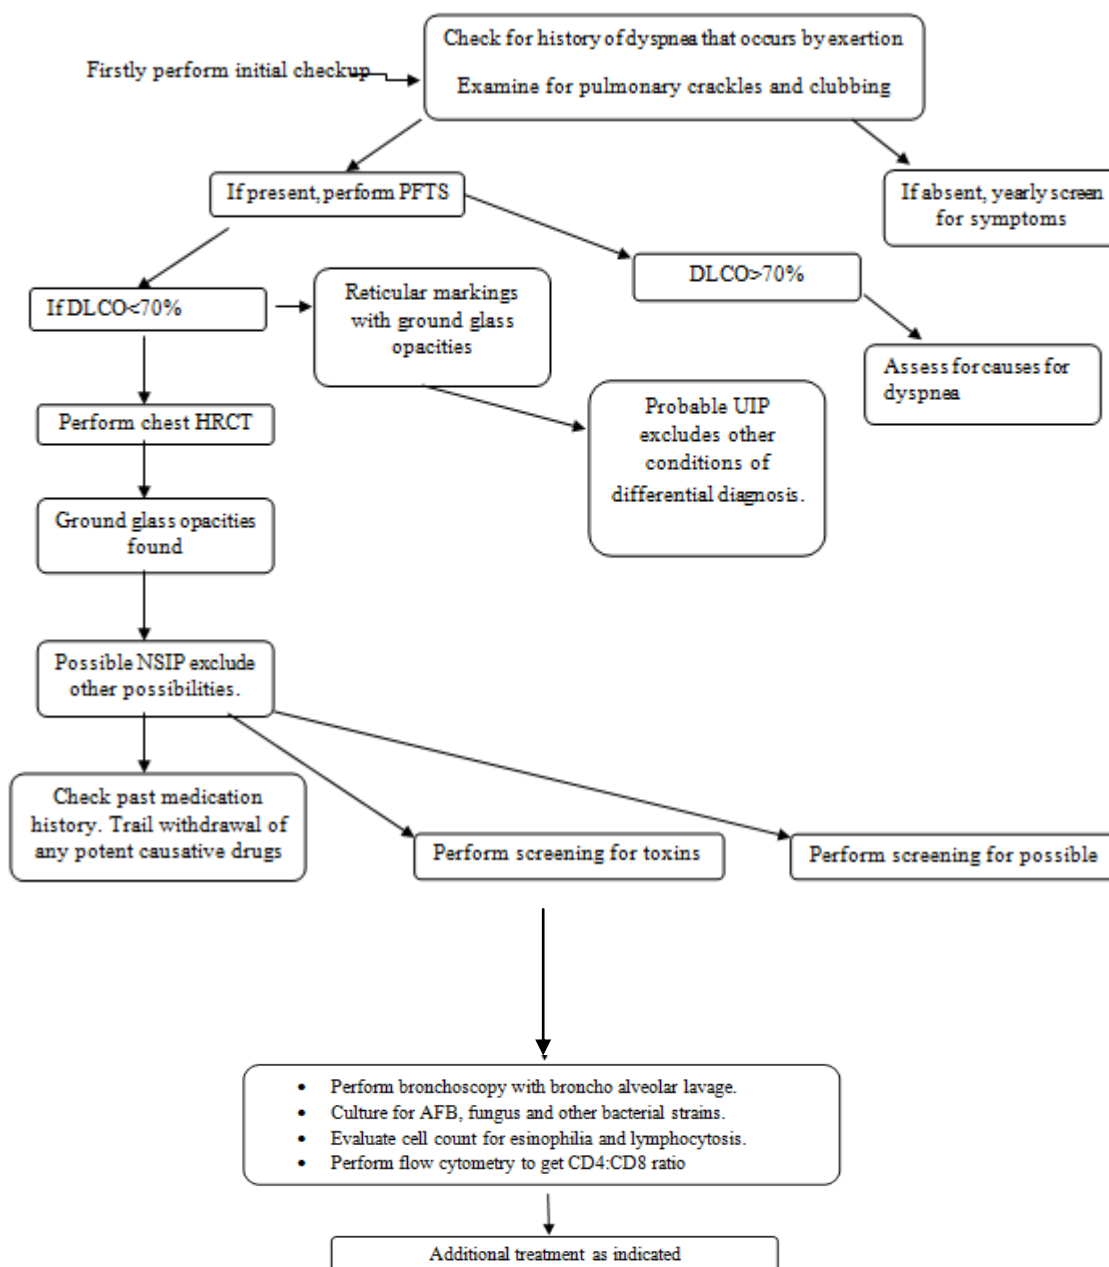 Check for history of dyspnea that occurs by exertion
Firstly perform initial checkup
Examine for pulmonary crackles and clubbing
If present, perform PFTS
If absent, yearly screen
for symptoms
DLCO>70%
If DLCO<70%
Reticular markings
with ground glass
opacities
Assess for causes for
dyspnea
Perform chest HRCT
Probable UIP
excludes other
conditions of
differential diagnosis.
Ground glass opacities
found
Possible NSIP exclude
other possibilities.
Check past medication
history. Trail withdrawal of
any potent causative drugs
Perform screening for toxins
Perform screening for possible
• Perform bronchoscopy with broncho alveolar lavage.
• Culture for AFB, fungus and other bacterial strains.
• Evaluate cell count for esinophilia and lymphocytosis.
• Perform flow cytometry to get CD4:CD8 ratio
Additional treatment as indicated